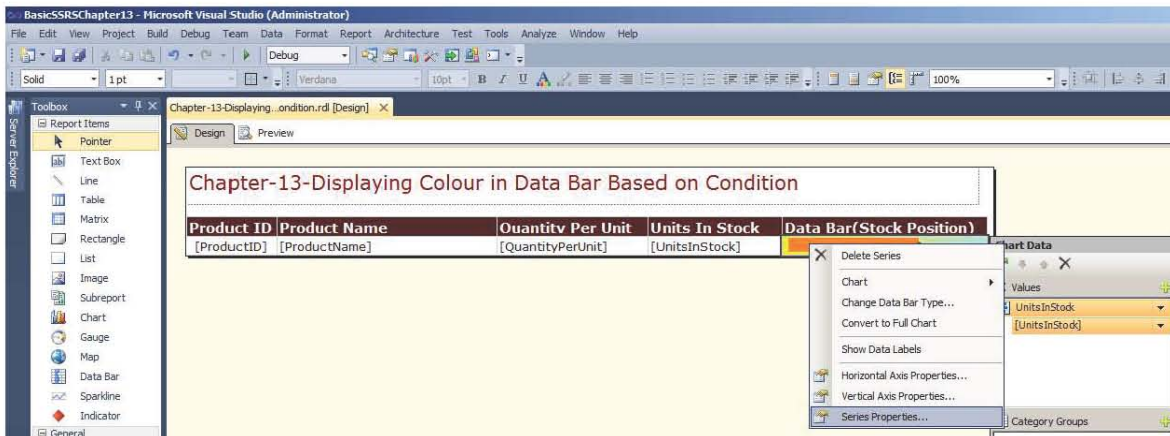 BasicSSRSChapter13 - Microsoft Visual Studio (Administrator)
File Edit View Project Build Debug Team Data Format Report Architecture Test Tools Analyze Window Help
Debug
Solid 1 pt Verdana 10pt B I U A 100%
Server Explorer
Toolbox
Report Items
Pointer
Text Box
Line
Table
Matrix
Rectangle
List
Image
Subreport
Chart
Gauge
Map
Data Bar
Sparkline
Indicator
General
Chapter-13-Displaying...ondition.rdl [Design]
Design Preview
Chapter-13-Displaying Colour in Data Bar Based on Condition
Product ID Product Name Quantity Per Unit Units In Stock Data Bar(Stock Position)
[ProductID] [ProductName] [QuantityPerUnit] [UnitsInStock]
Delete Series
Chart
Change Data Bar Type...
Convert to Full Chart
Show Data Labels
Horizontal Axis Properties...
Vertical Axis Properties...
Series Properties...
Chart Data
Values
UnitsInStock
[UnitsInStock]
Category Groups